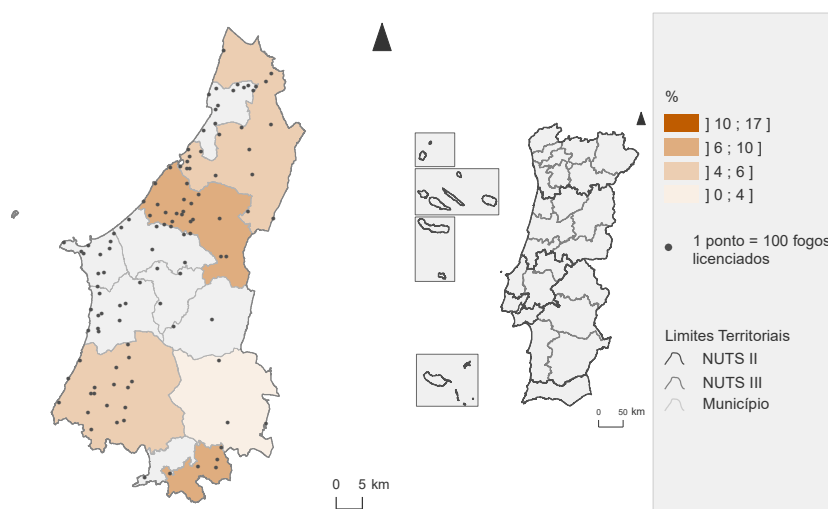 %
] 10 ; 17 ]
] 6 ; 10 ]
] 4 ; 6 ]
] 0 ; 4 ]
1 ponto = 100 fogos
licenciados
Limites Territoriais
NUTS II
NUTS III
Município
0 50 km
0 5 km